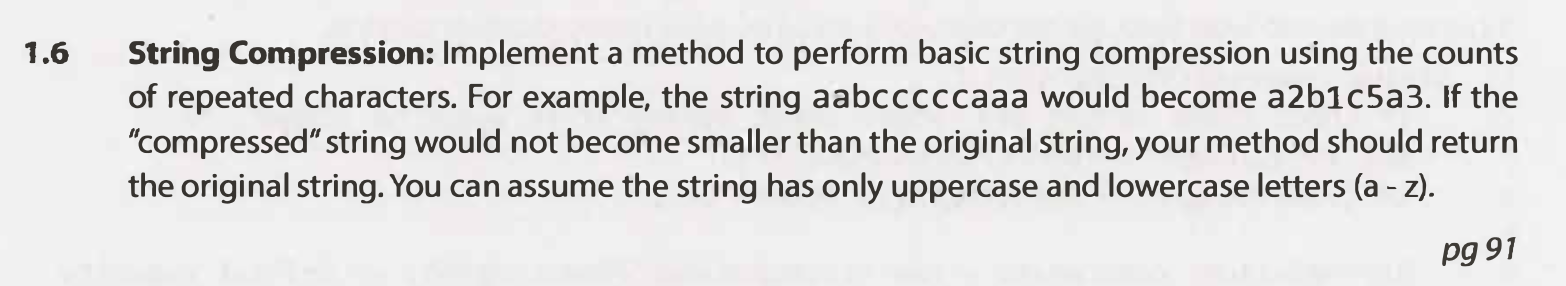 1.6 String Compression: Implement a method to perform basic string compression using the counts
of repeated characters. For example, the string aabcccccaaa would become a2b1c5a3. If the
"compressed" string would not become smaller than the original string, your method should return
the original string. You can assume the string has only uppercase and lowercase letters (a - z).
pg 91